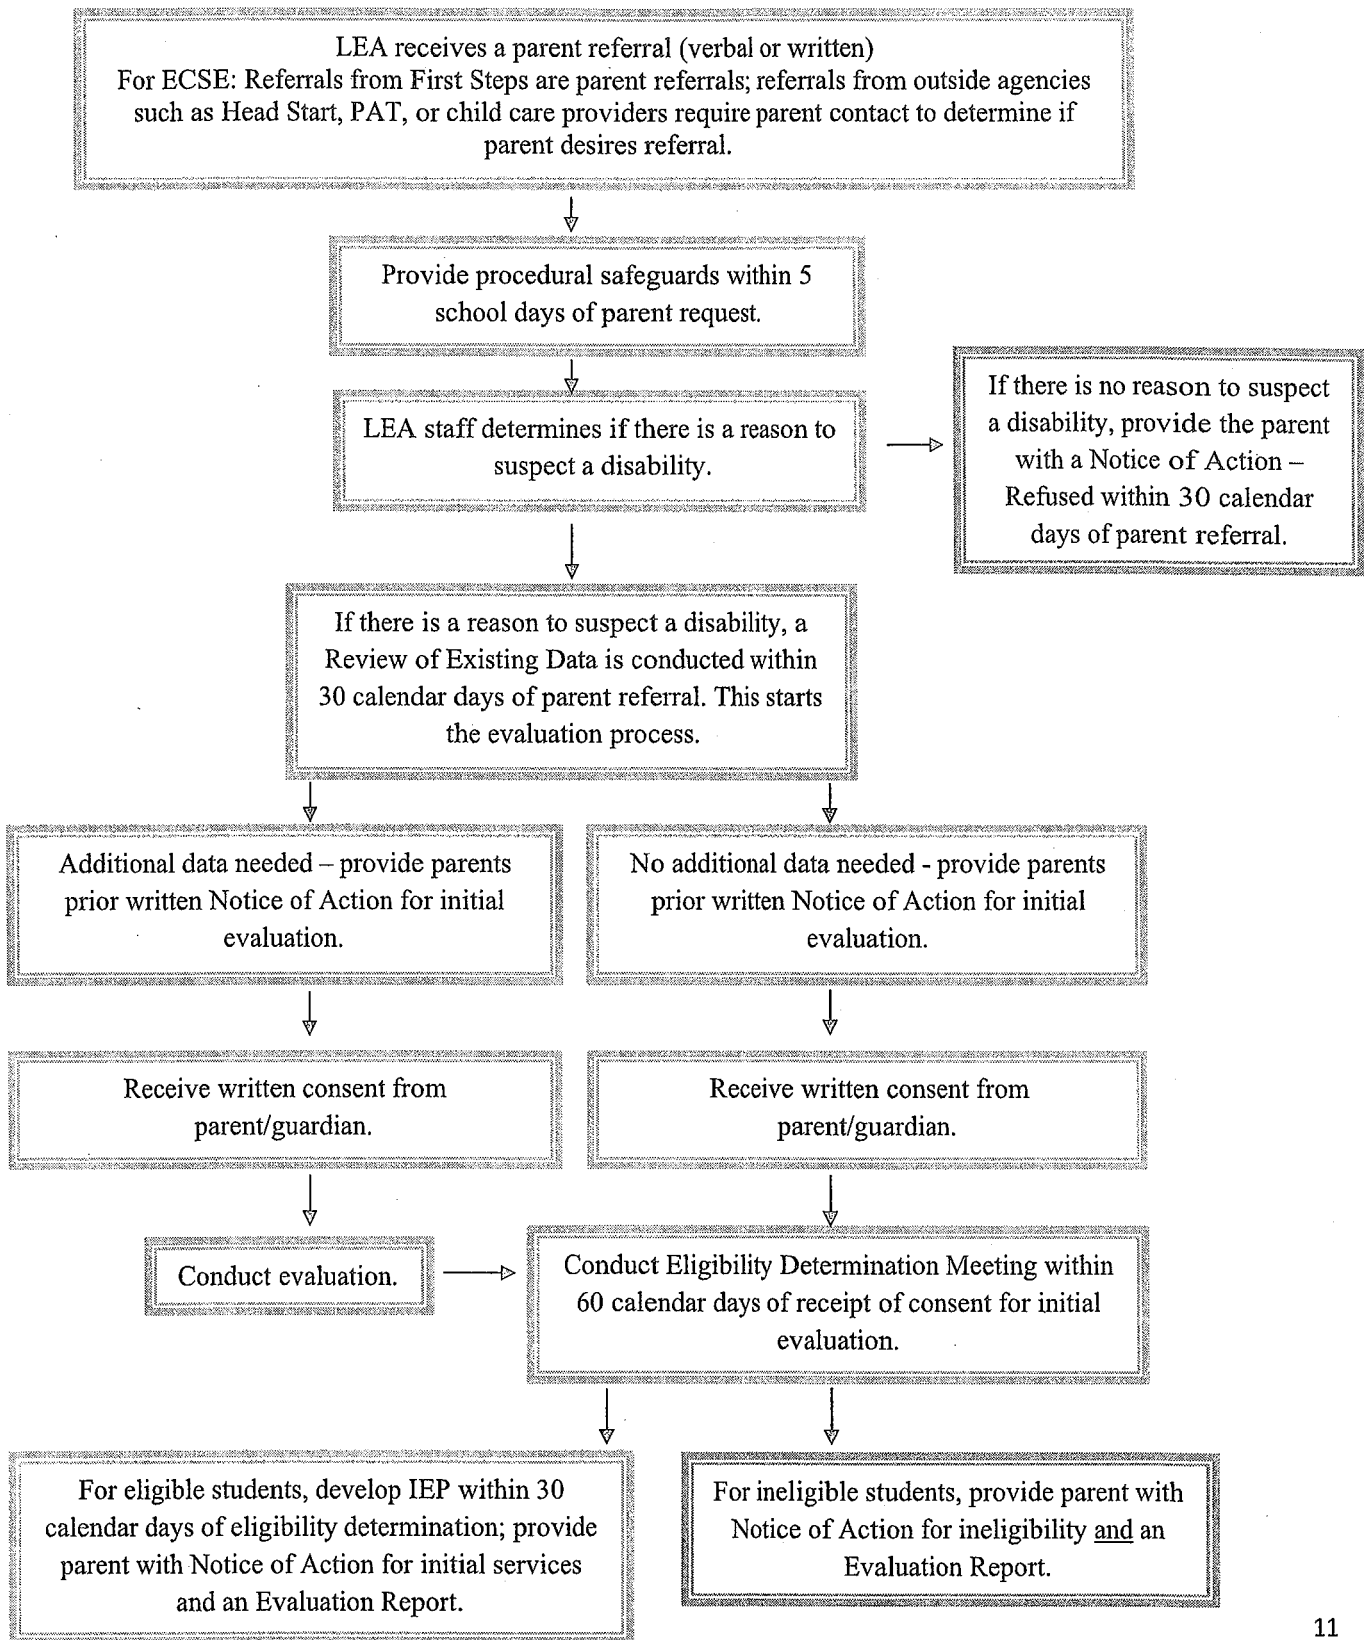 LEA receives a parent referral (verbal or written)
For ECSE: Referrals from First Steps are parent referrals; referrals from outside agencies
such as Head Start, PAT, or child care providers require parent contact to determine if
parent desires referral.
Provide procedural safeguards within 5
school days of parent request.
LEA staff determines if there is a reason to
suspect a disability.
If there is no reason to suspect
a disability, provide the parent
with a Notice of Action –
Refused within 30 calendar
days of parent referral.
If there is a reason to suspect a disability, a
Review of Existing Data is conducted within
30 calendar days of parent referral. This starts
the evaluation process.
Additional data needed – provide parents
prior written Notice of Action for initial
evaluation.
No additional data needed - provide parents
prior written Notice of Action for initial
evaluation.
Receive written consent from
parent/guardian.
Receive written consent from
parent/guardian.
Conduct evaluation.
Conduct Eligibility Determination Meeting within
60 calendar days of receipt of consent for initial
evaluation.
For eligible students, develop IEP within 30
calendar days of eligibility determination; provide
parent with Notice of Action for initial services
and an Evaluation Report.
For ineligible students, provide parent with
Notice of Action for ineligibility and an
Evaluation Report.
11